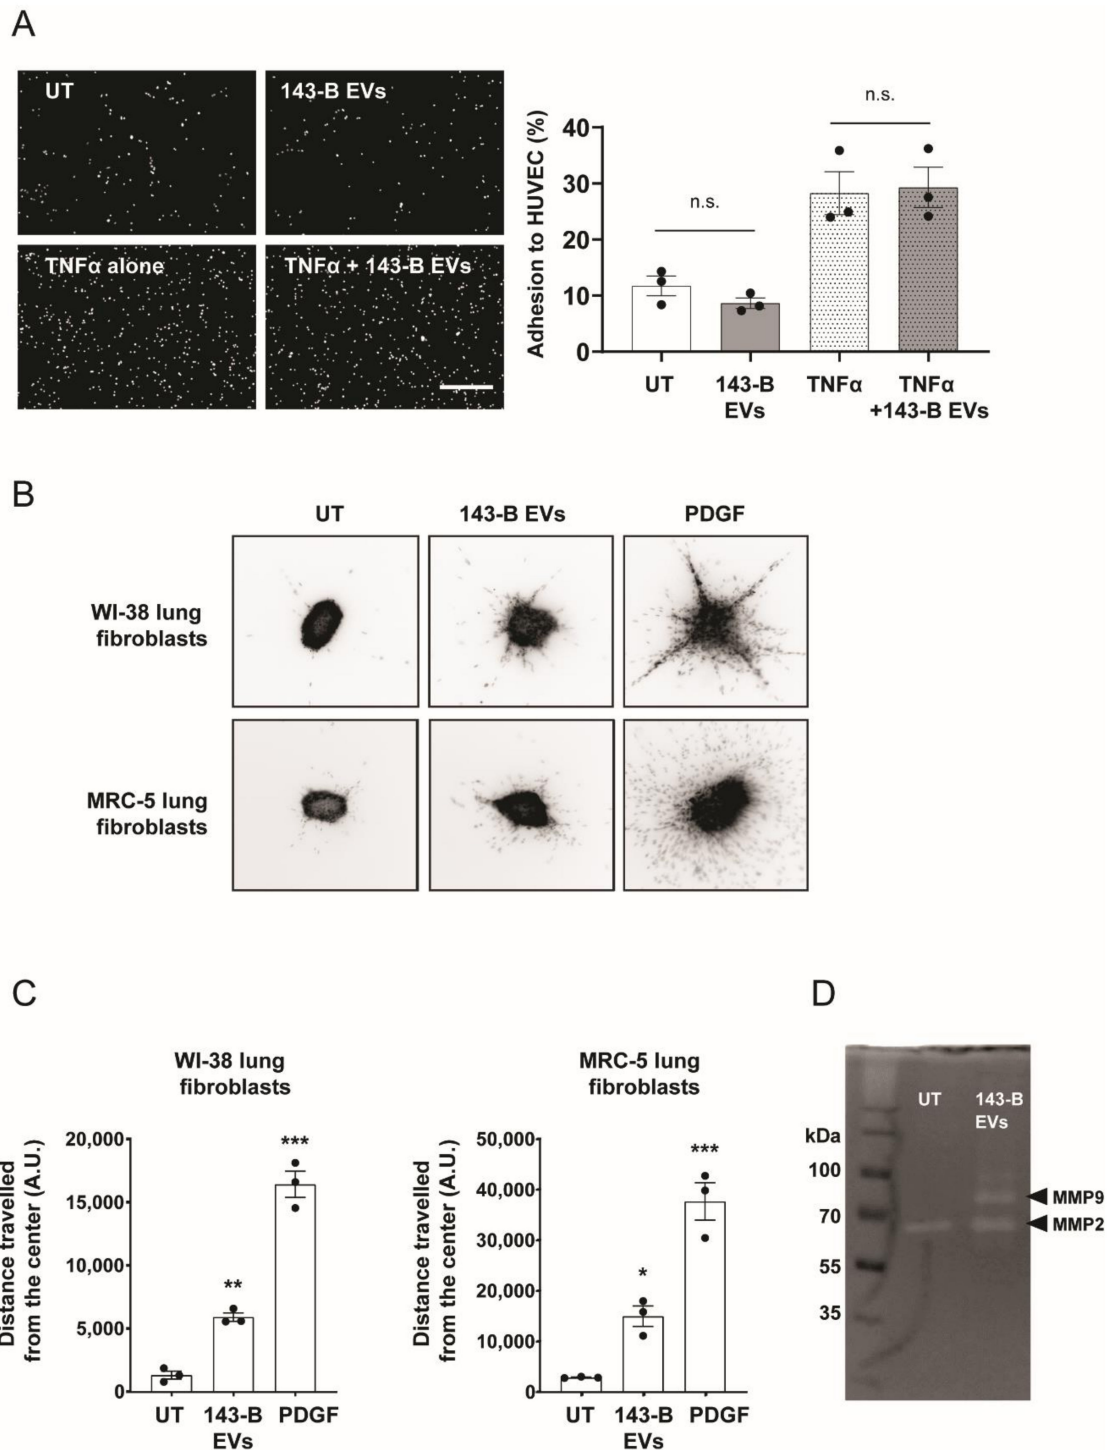 A
UT
143-B EVs
TNFα alone
TNFα + 143-B EVs
Adhesion to HUVEC (%)
40
30
20
10
0
n.s.
n.s.
UT
143-B
EVs
TNFα
TNFα
+143-B EVs
B
UT
143-B EVs
PDGF
WI-38 lung
fibroblasts
MRC-5 lung
fibroblasts
C
WI-38 lung
fibroblasts
Distance travelled
from the center (A.U.)
20,000
15,000
10,000
5,000
0
**
***
UT
143-B
EVs
PDGF
MRC-5 lung
fibroblasts
Distance travelled
from the center (A.U.)
50,000
40,000
30,000
20,000
10,000
0
*
***
UT
143-B
EVs
PDGF
D
UT
143-B
EVs
kDa
100
70
55
35
MMP9
MMP2